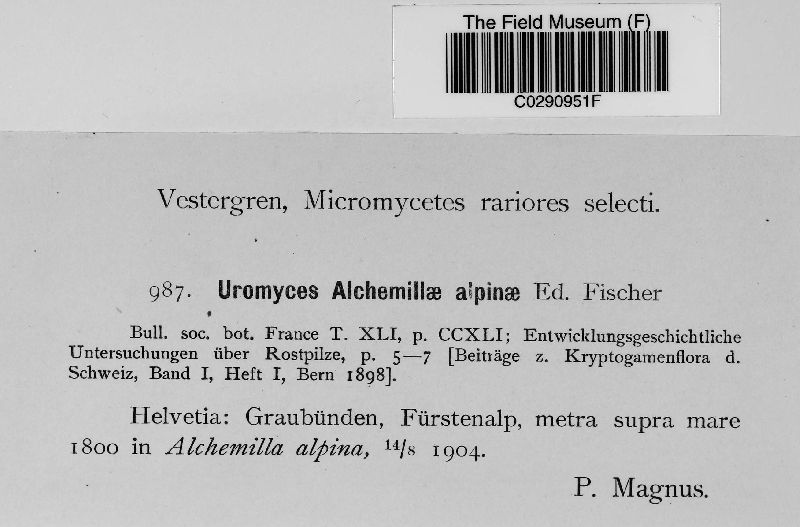 The Field Museum (F)
C0290951F
Vestergren, Micromycetes rariores selecti.
987. Uromyces Alchemillæ alpinæ Ed. Fischer
Bull. soc. bot. France T. XLI, p. CCXLI; Entwicklungsgeschichtliche
Untersuchungen über Rostpilze, p. 5—7 [Beiträge z. Kryptogamenflora d.
Schweiz, Band I, Heft I, Bern 1898].
Helvetia: Graubünden, Fürstenalp, metra supra mare
1800 in Alchemilla alpina, 14/8 1904.
P. Magnus.